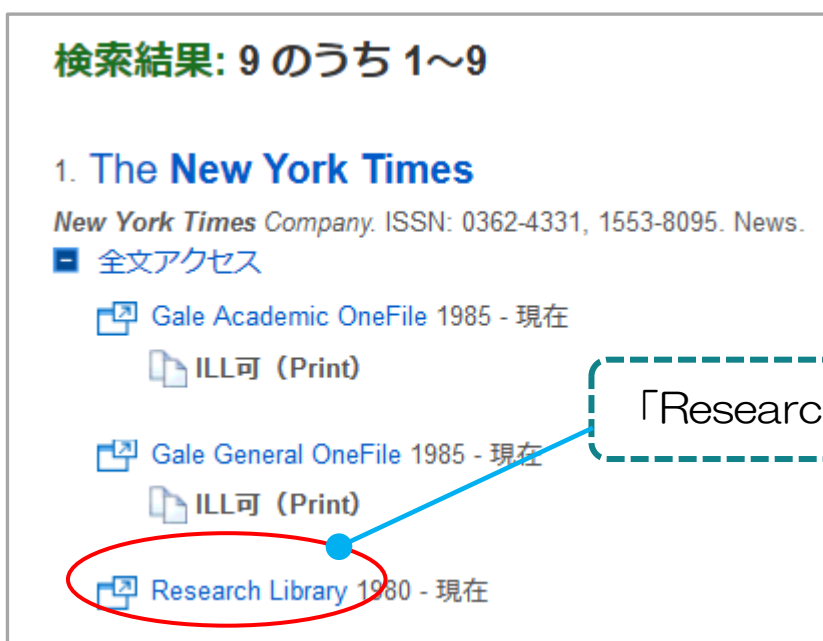 検索結果: 9 のうち 1～9
1. The New York Times
New York Times Company. ISSN: 0362-4331, 1553-8095. News.
全文アクセス
Gale Academic OneFile 1985 - 現在
ILL可（Print）
「Researc
Gale General OneFile 1985 - 現在
ILL可（Print）
Research Library 1980 - 現在